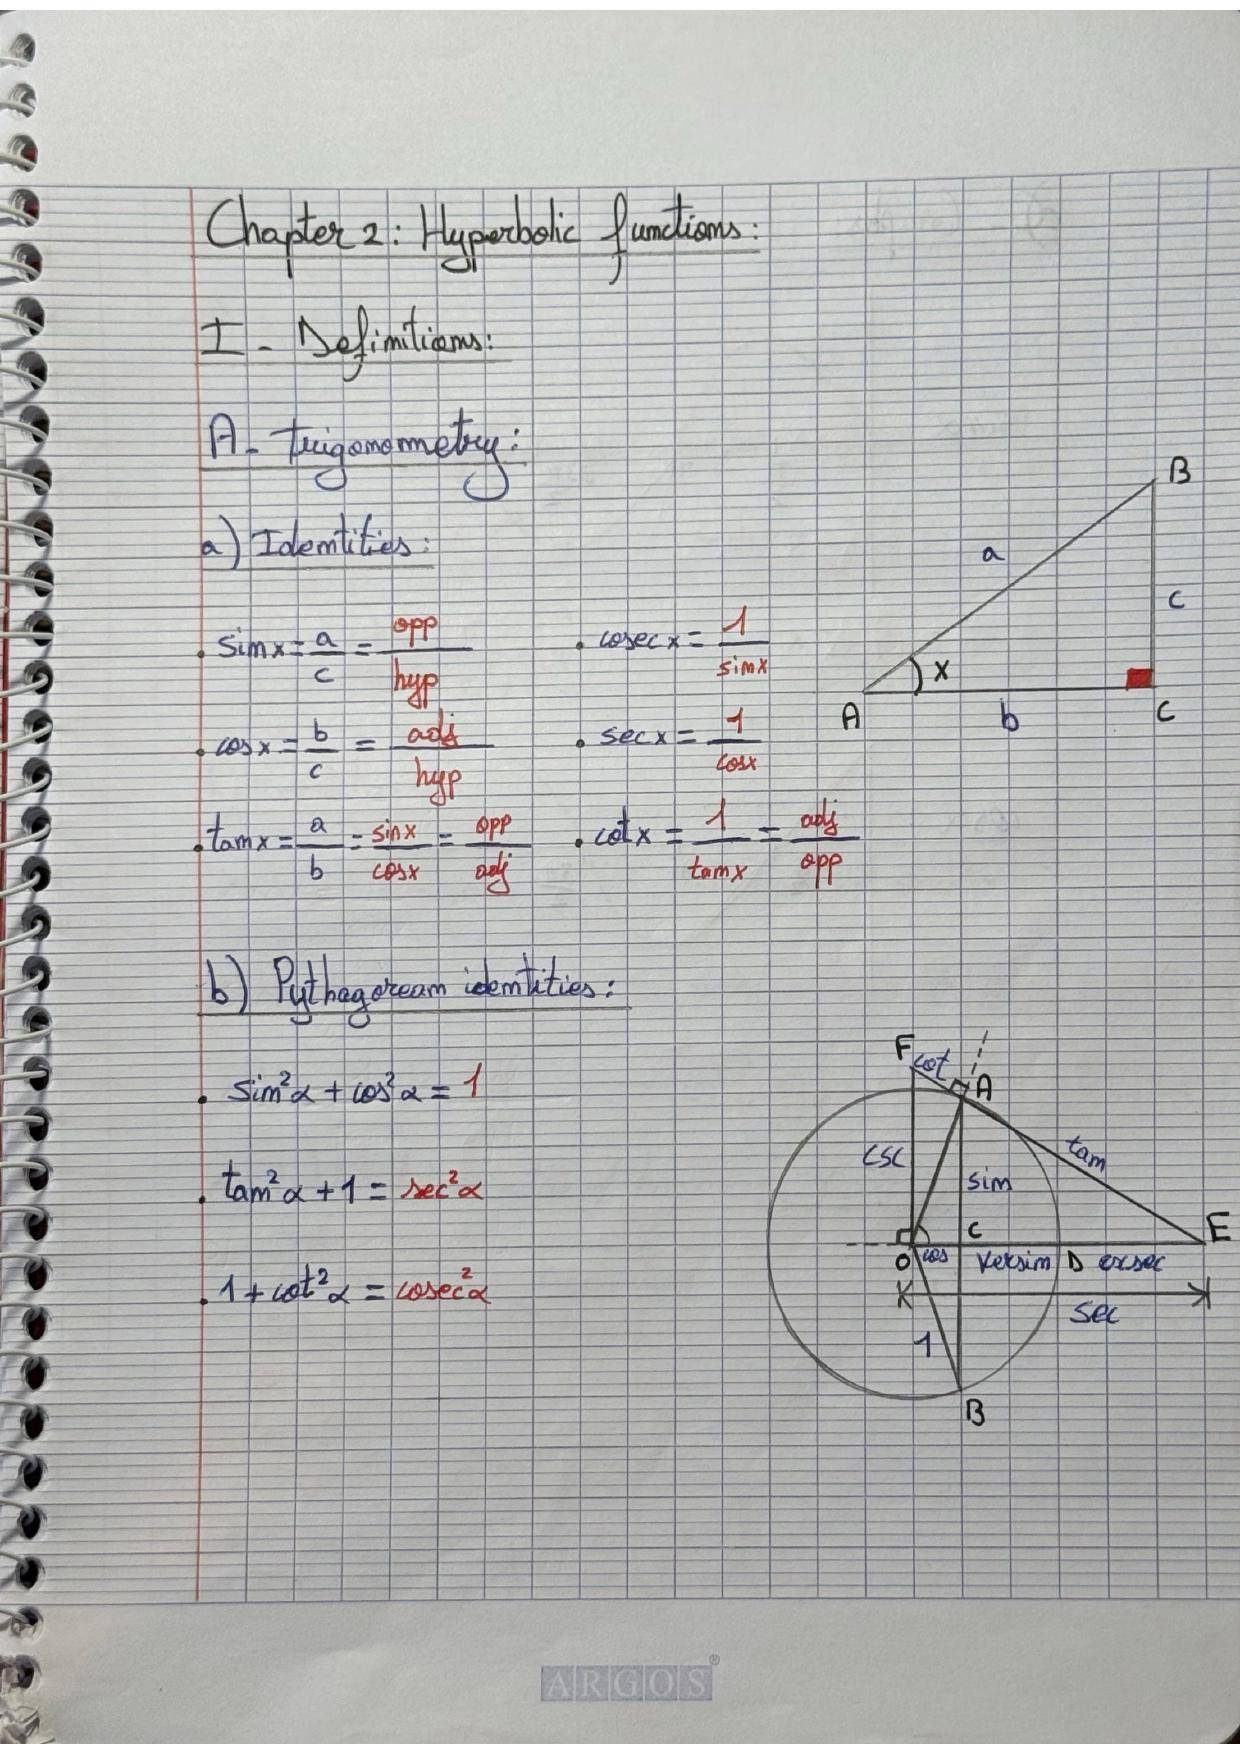 Chapter 2: Hyperbolic functions:
I - Definitions:
A - Trigonometry:
a) Identities:
. sin x = a/c = opp/hyp
. cosec x = 1/sin x
. cos x = b/c = adj/hyp
. sec x = 1/cos x
. tan x = a/b = sin x/cos x = opp/adj
. cot x = 1/tan x = adj/opp
B
a
c
x
A
b
C
b) Pythagorean identities:
. sin²α + cos²α = 1
. tan²α + 1 = sec²α
. 1 + cot²α = cosec²α
F
cot
A
csc
tan
sin
C
E
O
cos
versin
D
exsec
sec
1
B
ARGOS®